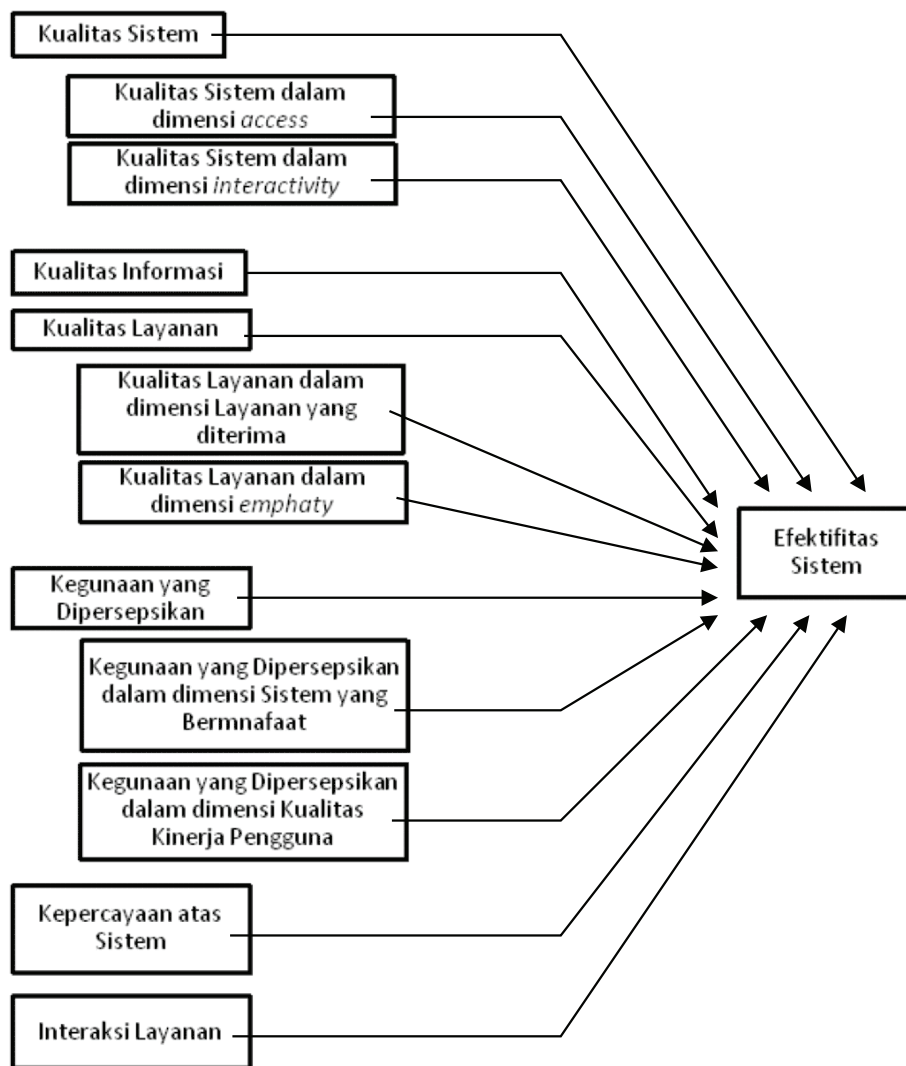 Kualitas Sistem
Kualitas Sistem dalam
dimensi access
Kualitas Sistem dalam
dimensi interactivity
Kualitas Informasi
Kualitas Layanan
Kualitas Layanan dalam
dimensi Layanan yang
diterima
Kualitas Layanan dalam
dimensi emphaty
Efektifitas
Sistem
Kegunaan yang
Dipersepsikan
Kegunaan yang Dipersepsikan
dalam dimensi Sistem yang
Bermnafaat
Kegunaan yang Dipersepsikan
dalam dimensi Kualitas
Kinerja Pengguna
Kepercayaan atas
Sistem
Interaksi Layanan